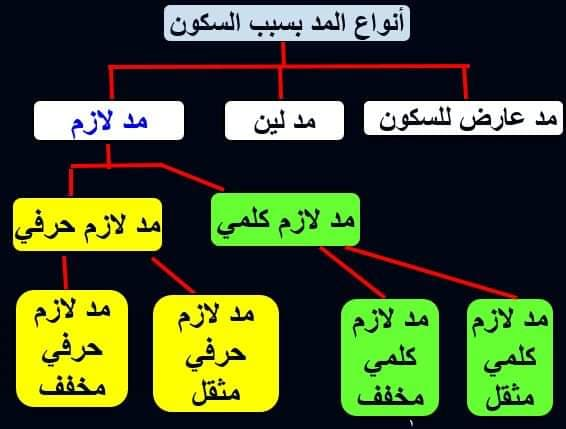 أنواع المد بسبب السكون
مد عارض للسكون
مد لين
مد لازم
مد لازم كلمي
مد لازم حرفي
مد لازم
كلمي
مثقل
مد لازم
كلمي
مخفف
مد لازم
حرفي
مثقل
مد لازم
حرفي
مخفف
١